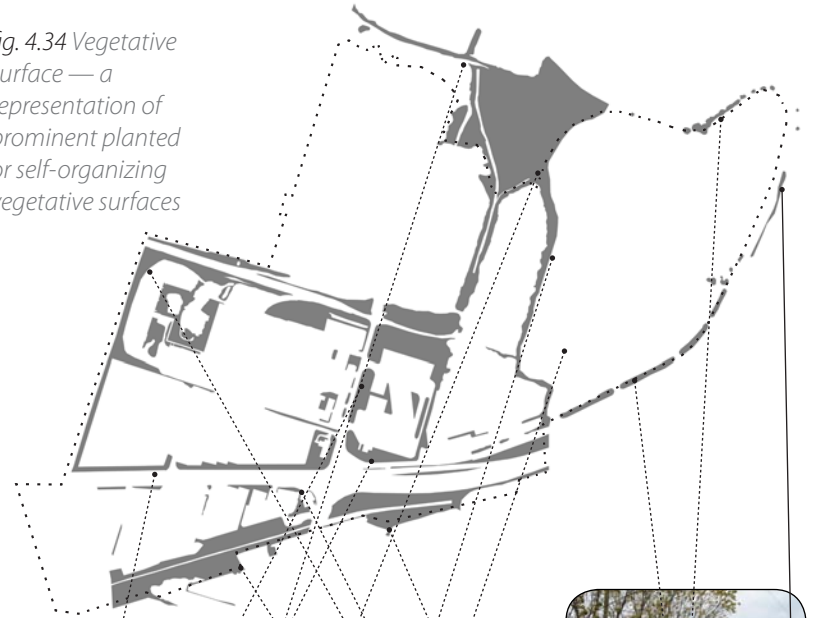 ig. 4.34 Vegetative
urface — a
epresentation of
prominent planted
or self-organizing
vegetative surfaces